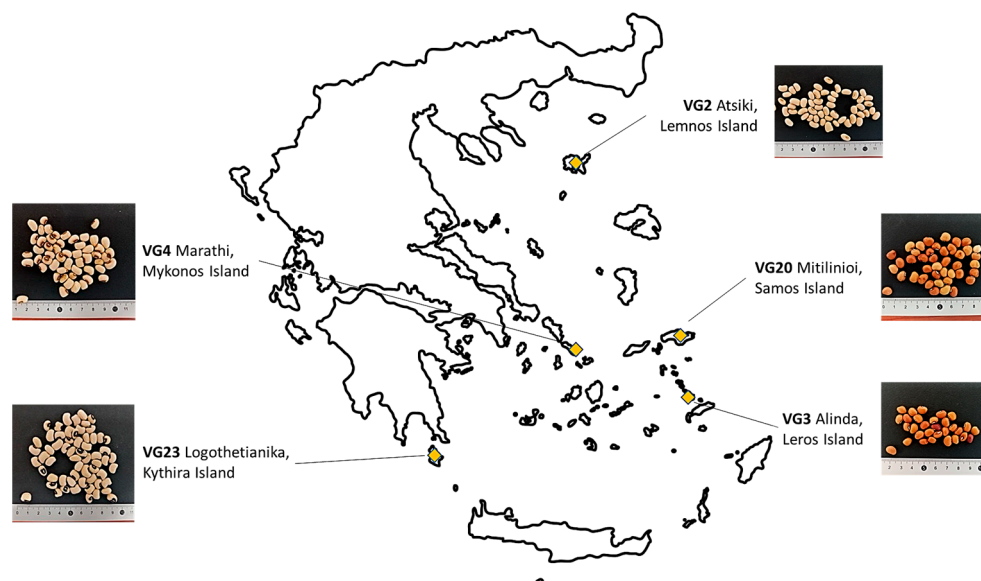 VG2 Atsiki,
Lemnos Island
VG4 Marathi,
Mykonos Island
VG20 Mitilinioi,
Samos Island
VG3 Alinda,
Leros Island
VG23 Logothetianika,
Kythira Island